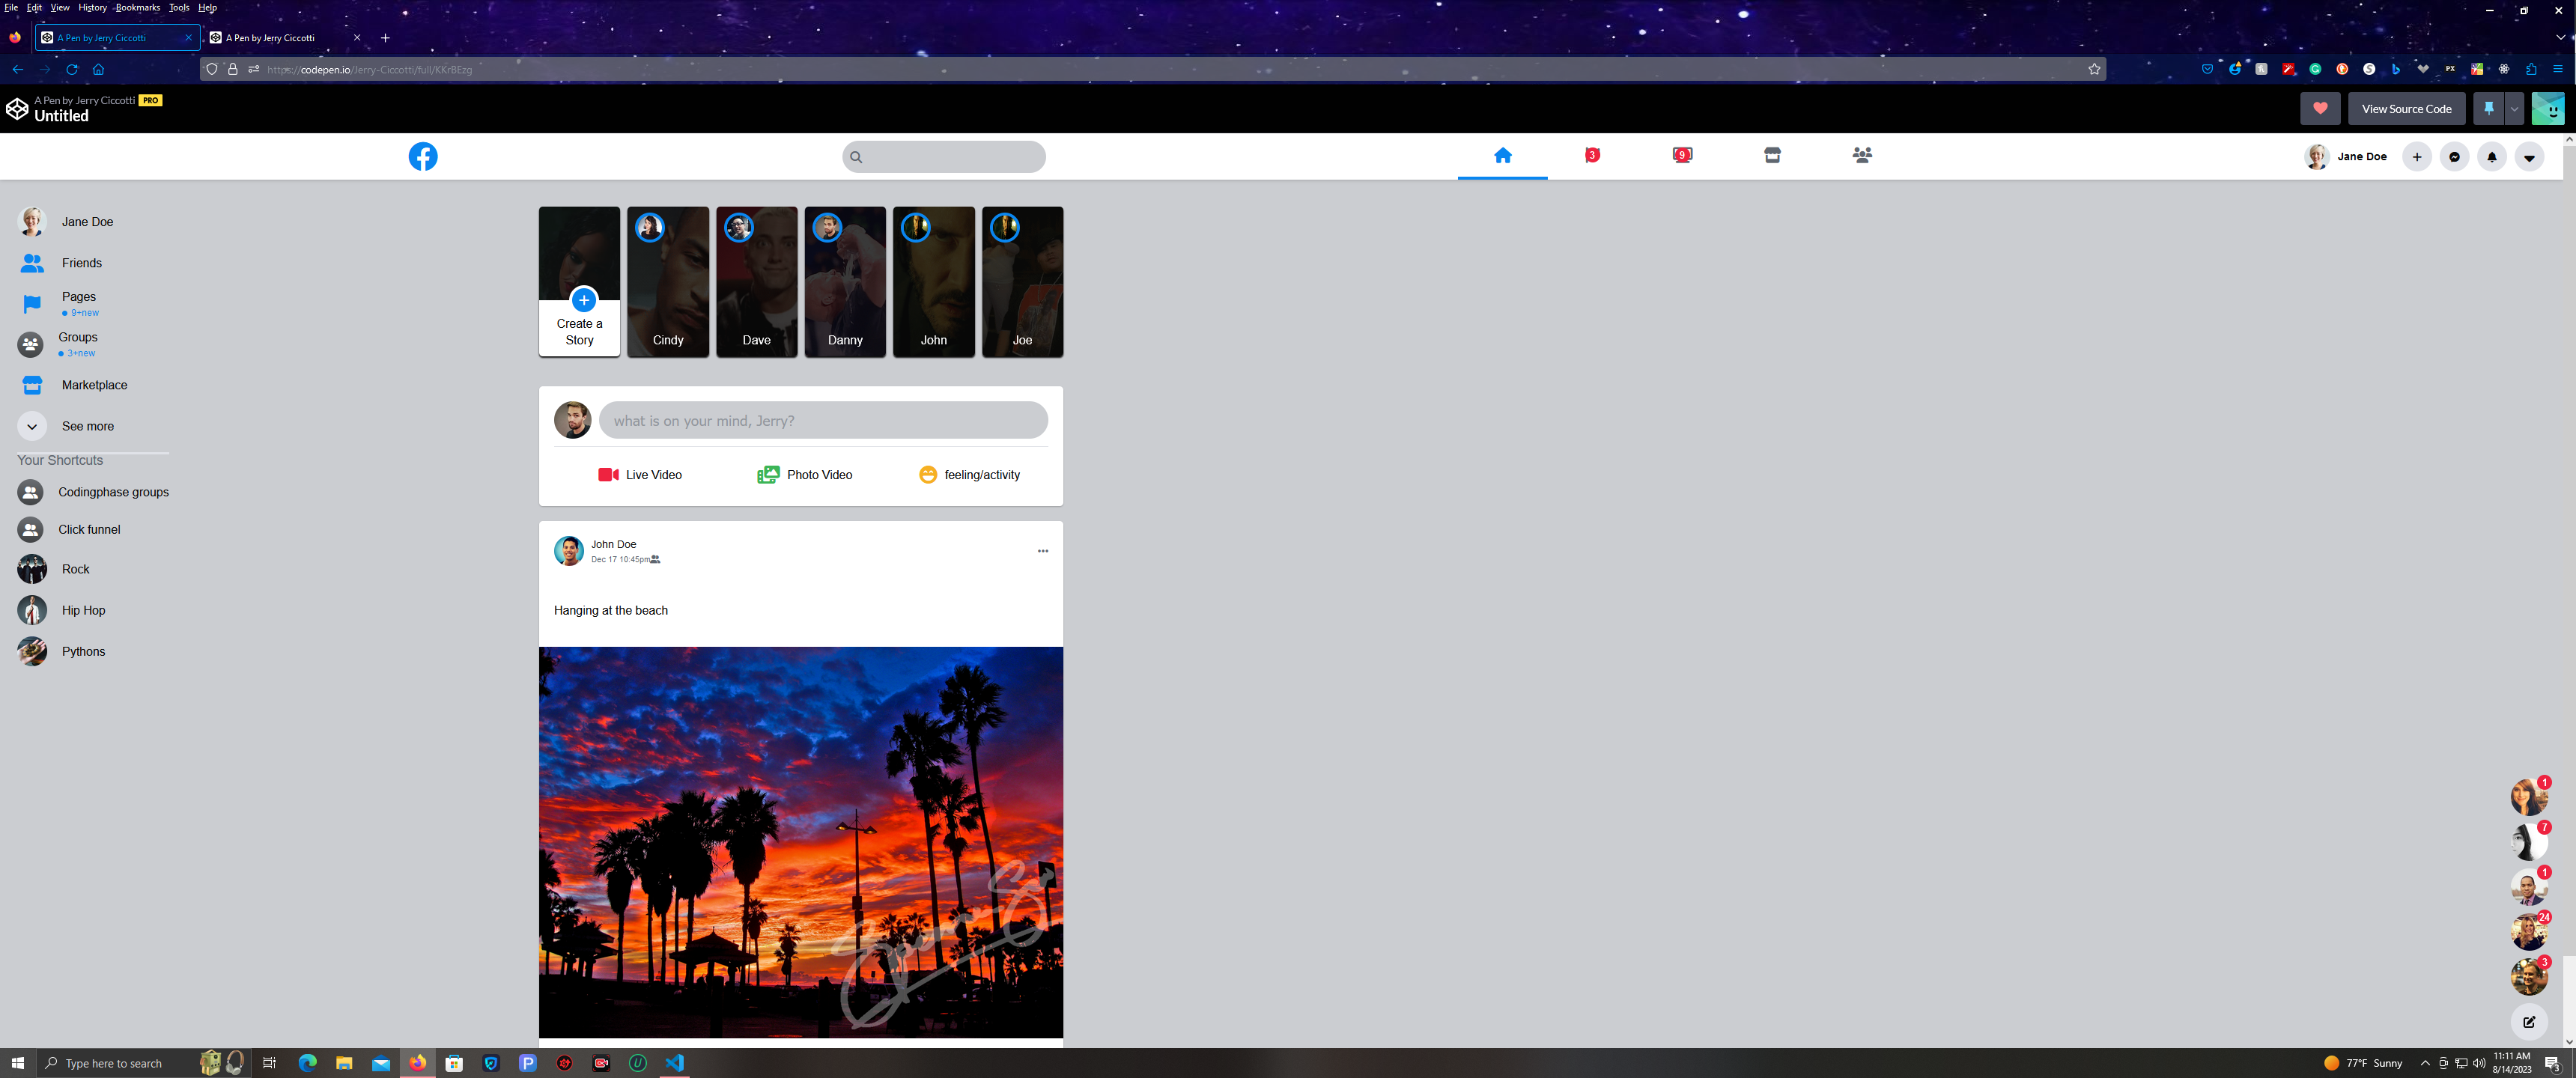 File Edit View History Bookmarks Tools Help
A Pen by Jerry Ciccotti
A Pen by Jerry Ciccotti
https://codepen.io/Jerry-Ciccotti/full/KKrBEzg
A Pen by Jerry Ciccotti PRO
Untitled
View Source Code
3
9
Jane Doe
Jane Doe
Friends
Pages
9+new
Groups
3+new
Marketplace
See more
Your Shortcuts
Codingphase groups
Click funnel
Rock
Hip Hop
Pythons
Create a
Story
Cindy
Dave
Danny
John
Joe
what is on your mind, Jerry?
Live Video
Photo Video
feeling/activity
John Doe
Dec 17 10:45pm
Hanging at the beach
1
7
1
24
3
Type here to search
77°F Sunny
11:11 AM
8/14/2023
3